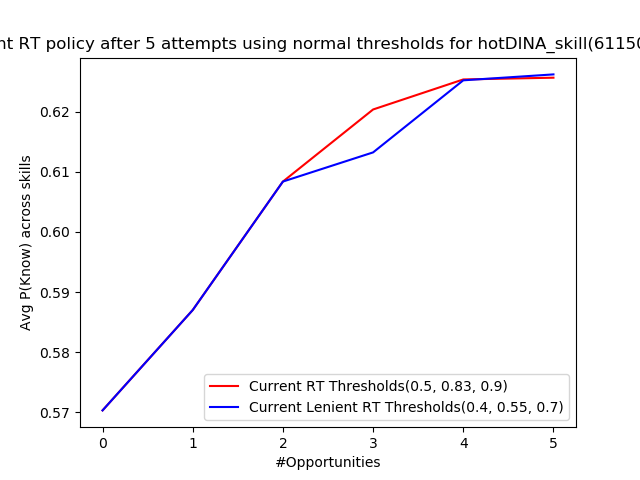 nt RT policy after 5 attempts using normal thresholds for hotDINA_skill(61150
Avg P(Know) across skills
0.62
0.61
0.60
0.59
0.58
0.57
Current RT Thresholds(0.5, 0.83, 0.9)
Current Lenient RT Thresholds(0.4, 0.55, 0.7)
0 1 2 3 4 5
#Opportunities